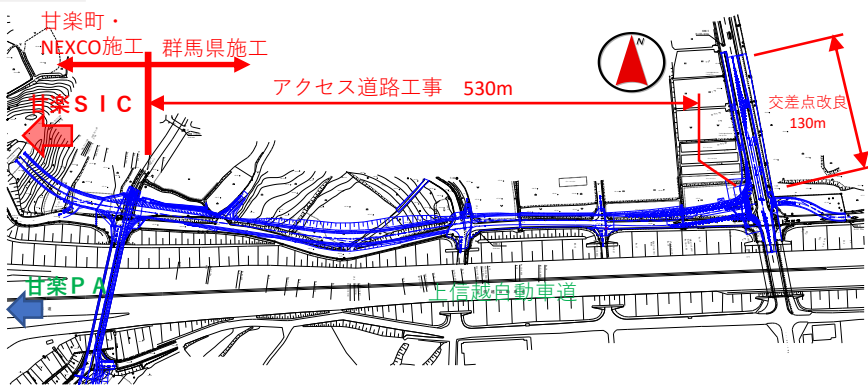 甘楽町・
NEXCO施工 群馬県施工
N
アクセス道路工事 530m
甘楽ＳＩＣ
交差点改良
130m
甘楽ＰＡ
上信越自動車道